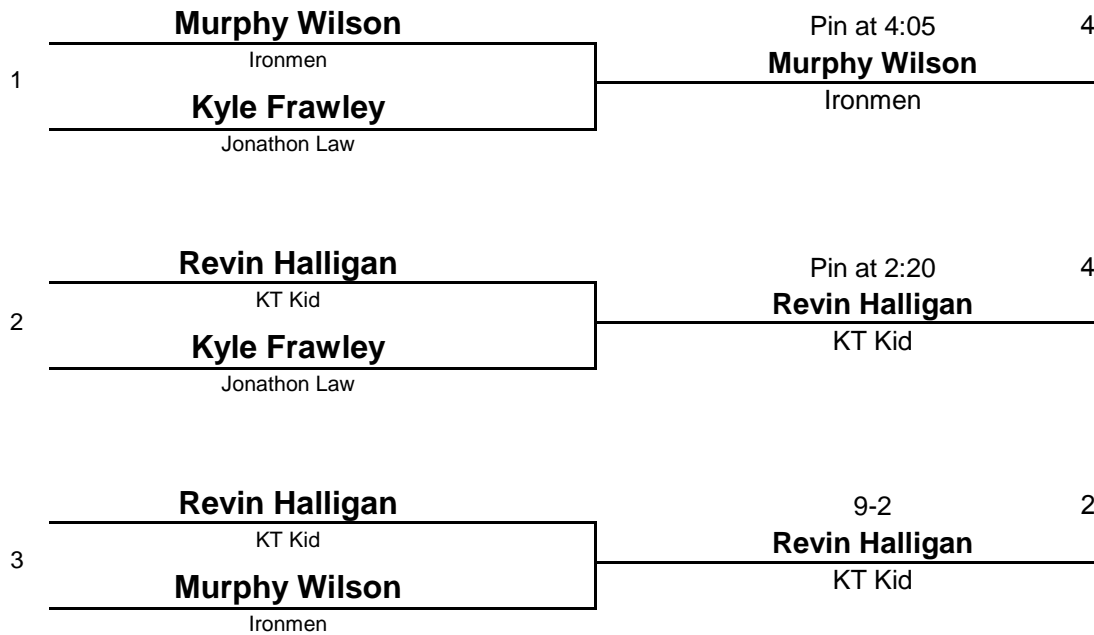 Murphy Wilson
Pin at 4:05 4
Ironmen
Murphy Wilson
1
Kyle Frawley
Ironmen
Jonathon Law
Revin Halligan
Pin at 2:20 4
KT Kid
Revin Halligan
2
Kyle Frawley
KT Kid
Jonathon Law
Revin Halligan
9-2 2
KT Kid
Revin Halligan
3
Murphy Wilson
KT Kid
Ironmen